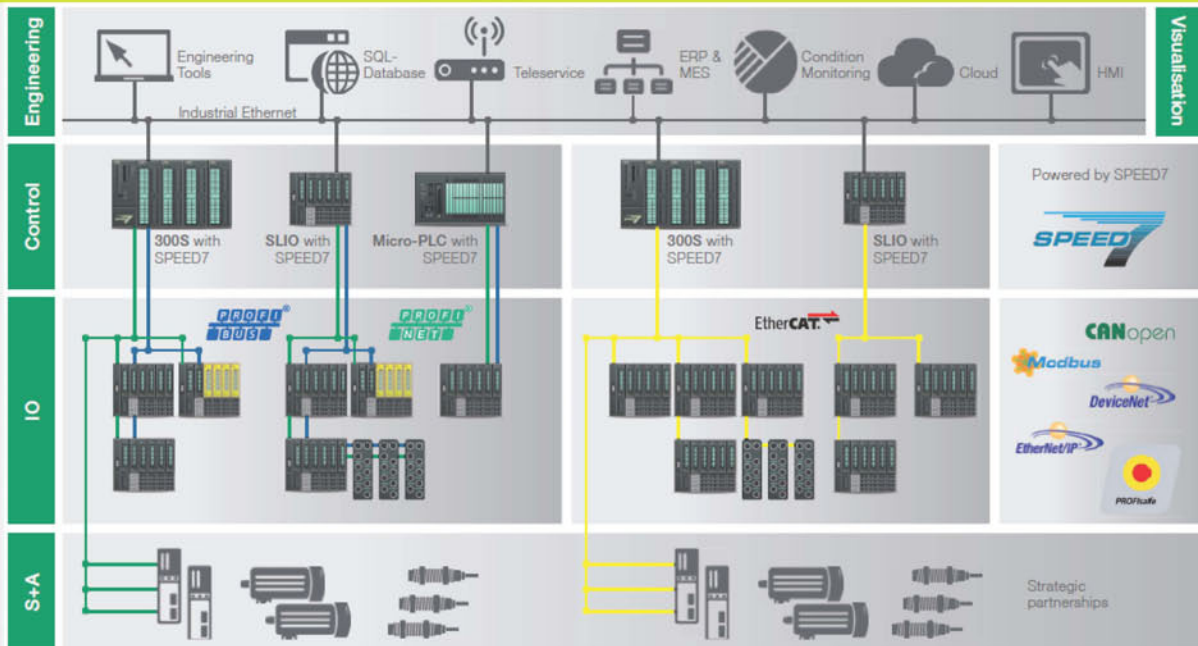 Engineering
Engineering
Tools
SQL-
Database
Teleservice
ERP &
MES
Condition
Monitoring
Cloud
HMI
Visualisation
Industrial Ethernet
Control
300S with
SPEED7
SLIO with
SPEED7
Micro-PLC with
SPEED7
300S with
SPEED7
SLIO with
SPEED7
Powered by SPEED7
SPEED7
IO
PROFI®
BUS
PROFI®
NET
EtherCAT.
CANopen
Modbus
DeviceNet
EtherNet/IP
PROFIsafe
S+A
Strategic
partnerships